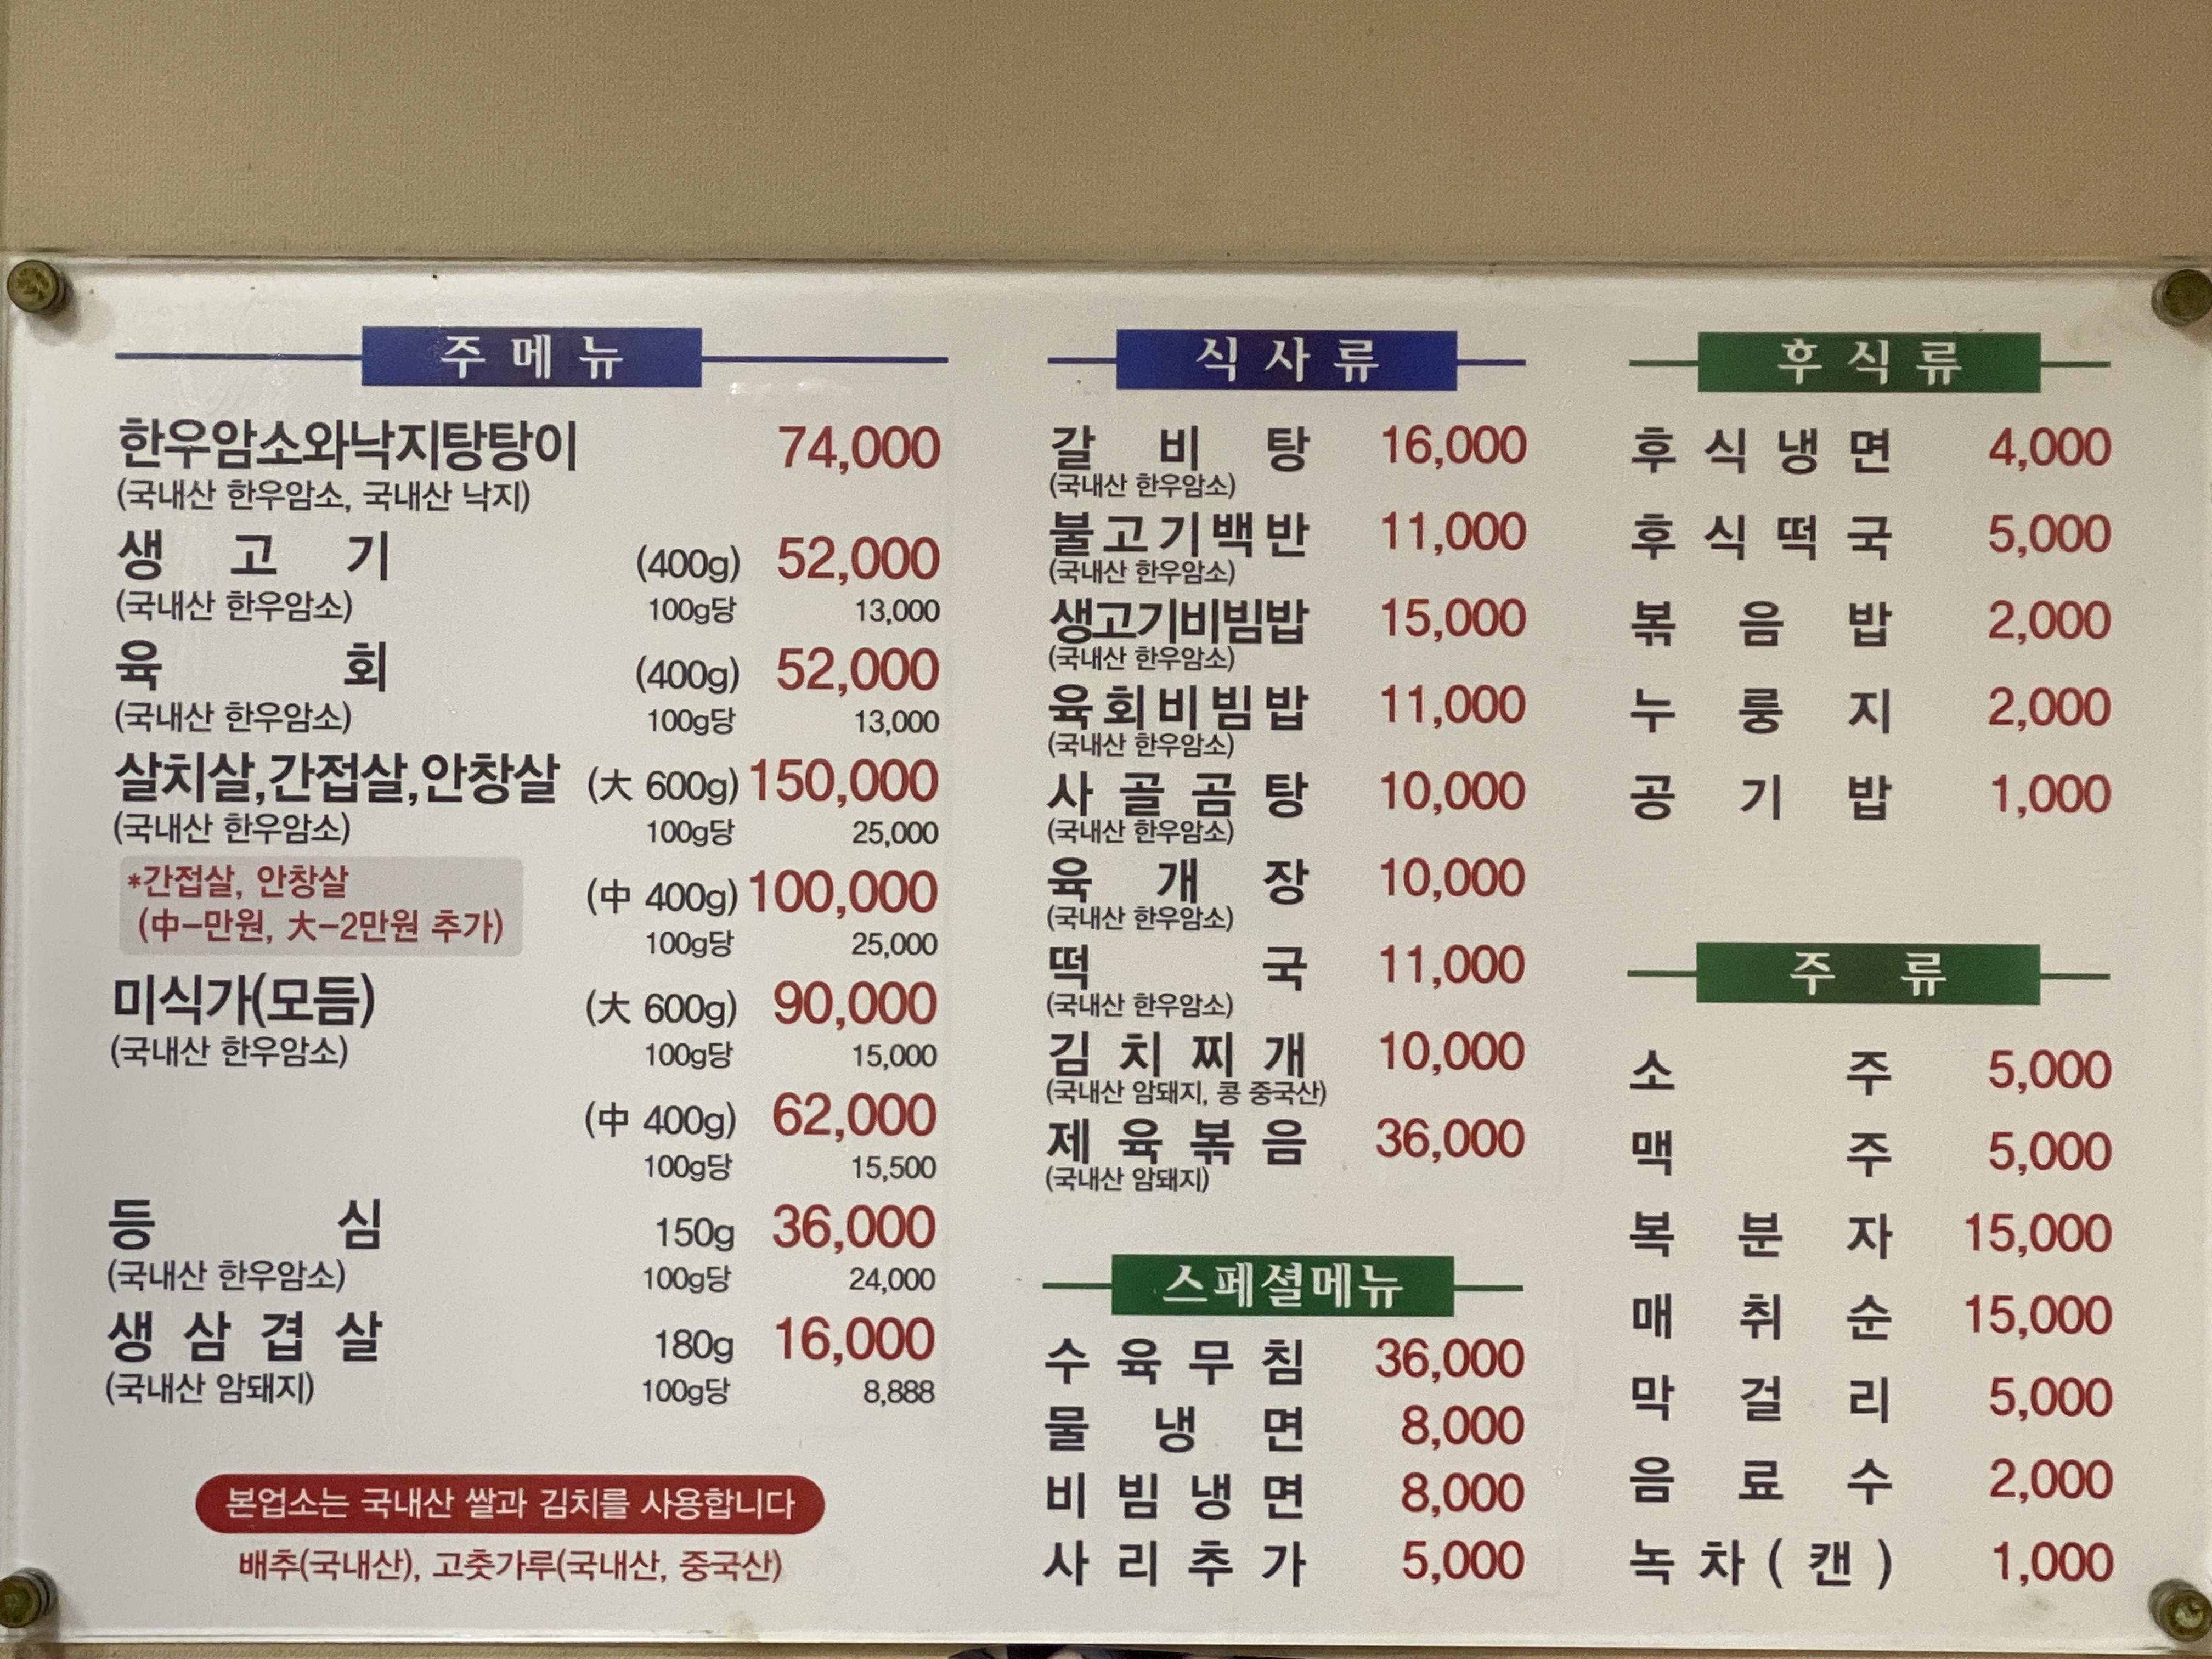 주메뉴
한우암소와낙지탕탕이 74,000
(국내산 한우암소, 국내산 낙지)
생고기 (400g) 52,000
(국내산 한우암소) 100g당 13,000
육회 (400g) 52,000
(국내산 한우암소) 100g당 13,000
살치살,간접살,안창살 (大 600g) 150,000
(국내산 한우암소) 100g당 25,000
*간접살, 안창살
(中-만원, 大-2만원 추가)
(中 400g) 100,000
100g당 25,000
미식가(모듬) (大 600g) 90,000
(국내산 한우암소) 100g당 15,000
(中 400g) 62,000
100g당 15,500
등심 150g 36,000
(국내산 한우암소) 100g당 24,000
생삼겹살 180g 16,000
(국내산 암돼지) 100g당 8,888
본업소는 국내산 쌀과 김치를 사용합니다
배추(국내산), 고춧가루(국내산, 중국산)
식사류
갈비탕 16,000
(국내산 한우암소)
불고기백반 11,000
(국내산 한우암소)
생고기비빔밥 15,000
(국내산 한우암소)
육회비빔밥 11,000
(국내산 한우암소)
사골곰탕 10,000
(국내산 한우암소)
육개장 10,000
(국내산 한우암소)
떡국 11,000
(국내산 한우암소)
김치찌개 10,000
(국내산 암돼지, 콩 중국산)
제육볶음 36,000
(국내산 암돼지)
스페셜메뉴
수육무침 36,000
물냉면 8,000
비빔냉면 8,000
사리추가 5,000
후식류
후식냉면 4,000
후식떡국 5,000
볶음밥 2,000
누룽지 2,000
공기밥 1,000
주류
소주 5,000
맥주 5,000
복분자 15,000
매취순 15,000
막걸리 5,000
음료수 2,000
녹차(캔) 1,000